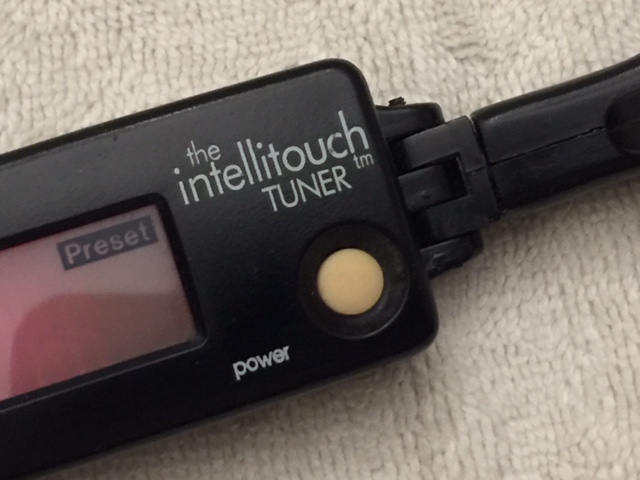 the
intellitouch tm
TUNER
Preset
power